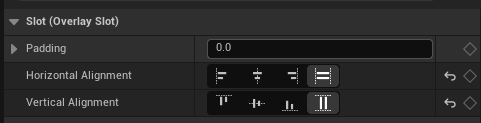 Slot (Overlay Slot)
Padding 0.0
Horizontal Alignment
Vertical Alignment